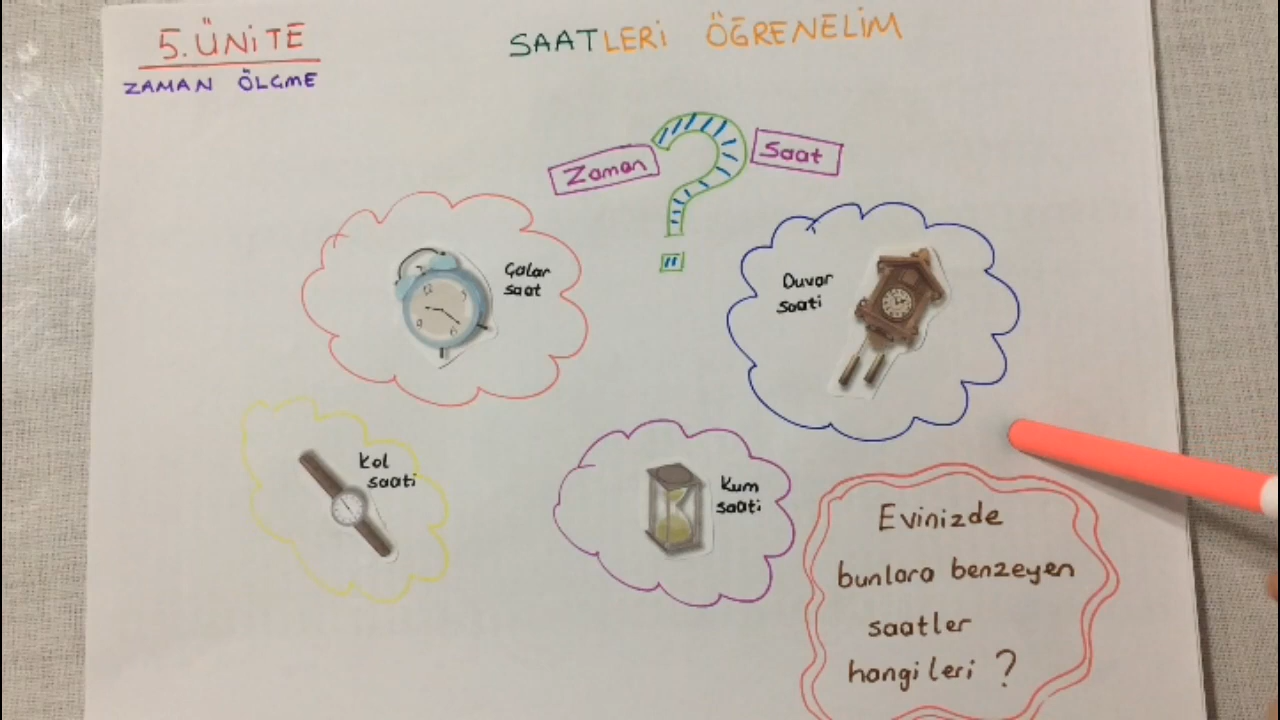 5. ÜNİTE
ZAMAN ÖLÇME
SAATLERİ ÖĞRENELİM
Zaman
Saat
Çalar
saat
Duvar
saati
Kol
saati
Kum
saati
Evinizde
bunlara benzeyen
saatler
hangileri ?